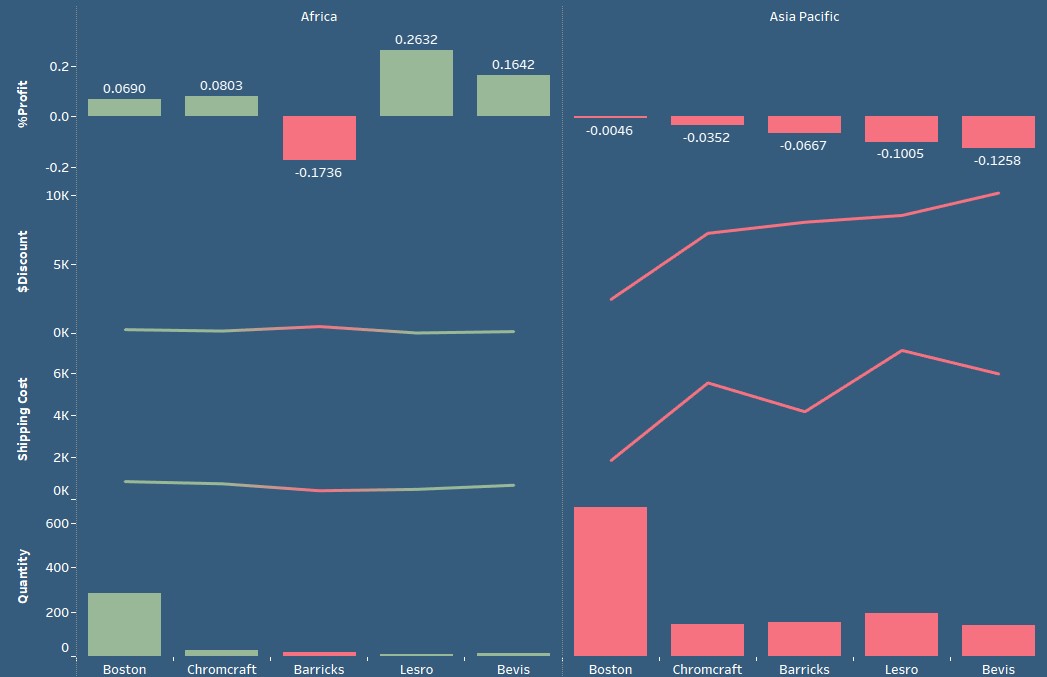 Africa
Asia Pacific
%Profit
0.2
0.0
-0.2
0.0690
0.0803
-0.1736
0.2632
0.1642
-0.0046
-0.0352
-0.0667
-0.1005
-0.1258
$Discount
10K
5K
0K
Shipping Cost
6K
4K
2K
0K
Quantity
600
400
200
0
Boston
Chromcraft
Barricks
Lesro
Bevis
Boston
Chromcraft
Barricks
Lesro
Bevis